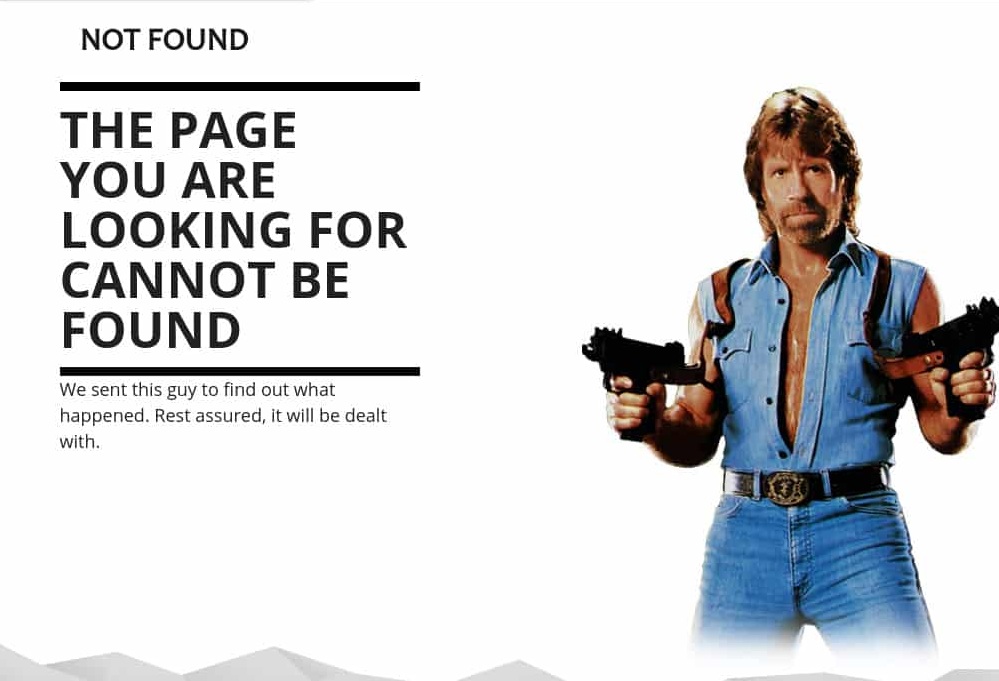 NOT FOUND
THE PAGE
YOU ARE
LOOKING FOR
CANNOT BE
FOUND
We sent this guy to find out what
happened. Rest assured, it will be dealt
with.